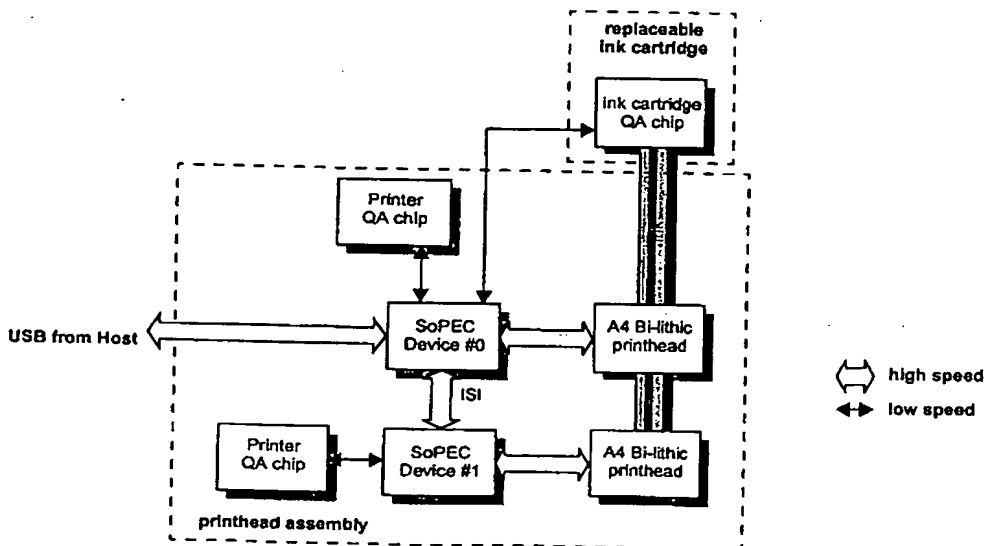 replaceable
ink cartridge
ink cartridge
QA chip
Printer
QA chip
USB from Host
SoPEC
Device #0
A4 Bi-lithic
printhead
high speed
low speed
ISI
Printer
QA chip
SoPEC
Device #1
A4 Bi-lithic
printhead
printhead assembly